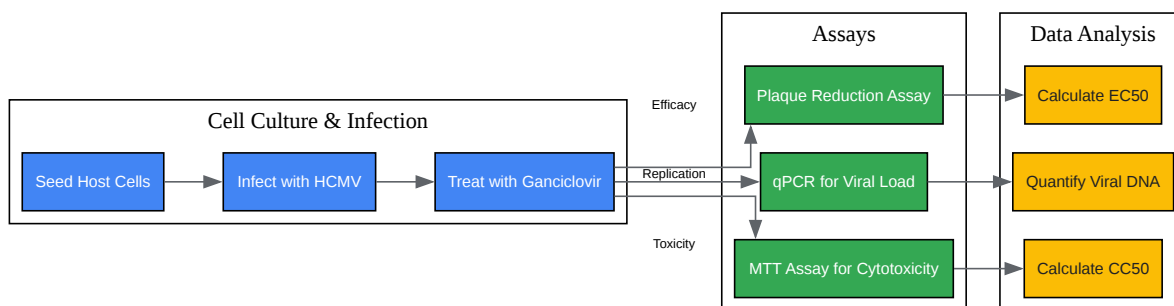 Cell Culture & Infection
Seed Host Cells
Infect with HCMV
Treat with Ganciclovir
Efficacy
Replication
Toxicity
Assays
Plaque Reduction Assay
qPCR for Viral Load
MTT Assay for Cytotoxicity
Data Analysis
Calculate EC50
Quantify Viral DNA
Calculate CC50